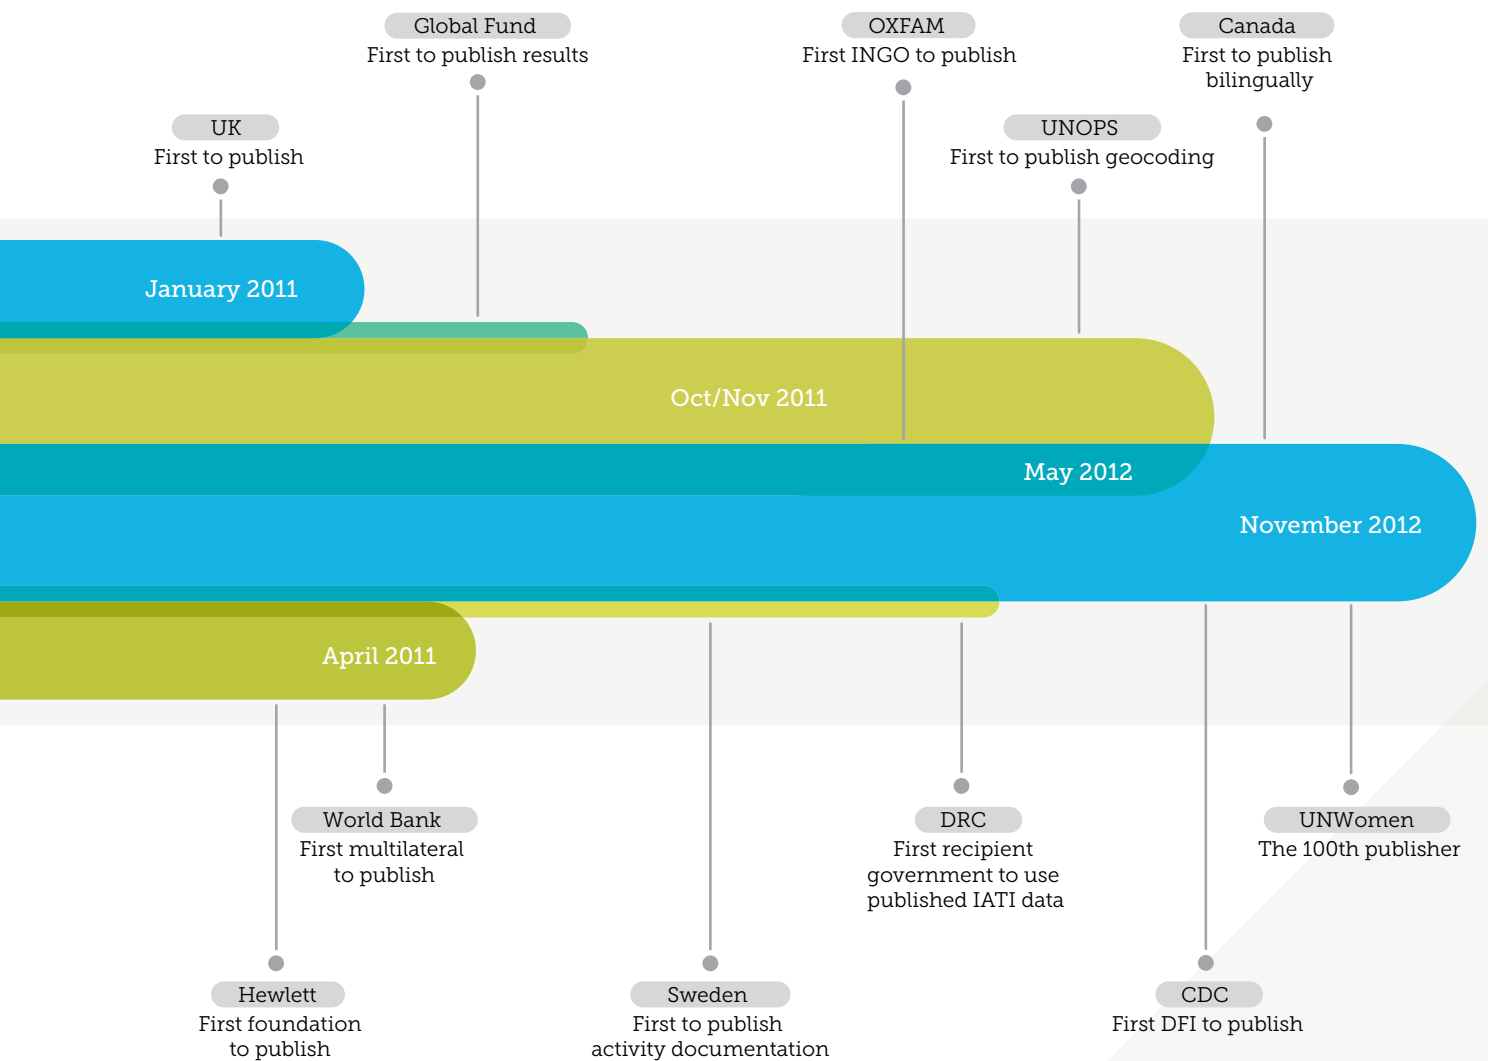 Global Fund
First to publish results
OXFAM
First INGO to publish
Canada
First to publish
bilingually
UK
First to publish
UNOPS
First to publish geocoding
January 2011
Oct/Nov 2011
May 2012
November 2012
April 2011
World Bank
First multilateral
to publish
DRC
First recipient
government to use
published IATI data
UNWomen
The 100th publisher
Hewlett
First foundation
to publish
Sweden
First to publish
activity documentation
CDC
First DFI to publish